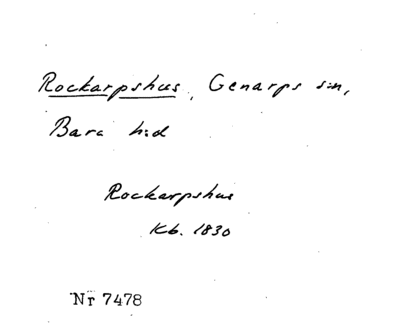 Rockarpshus, Genarps sn,
Bara hd
Rockarpshus
Kb. 1830
Nr 7478